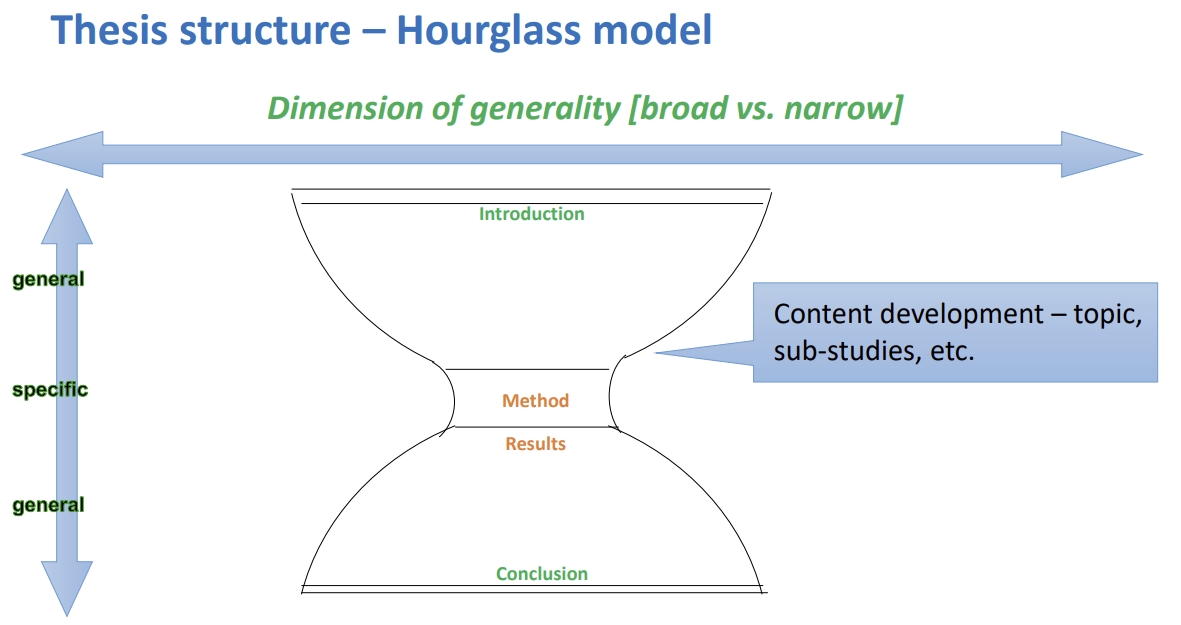 Thesis structure – Hourglass model
Dimension of generality [broad vs. narrow]
Introduction
general
Content development – topic,
sub-studies, etc.
specific
Method
Results
general
Conclusion